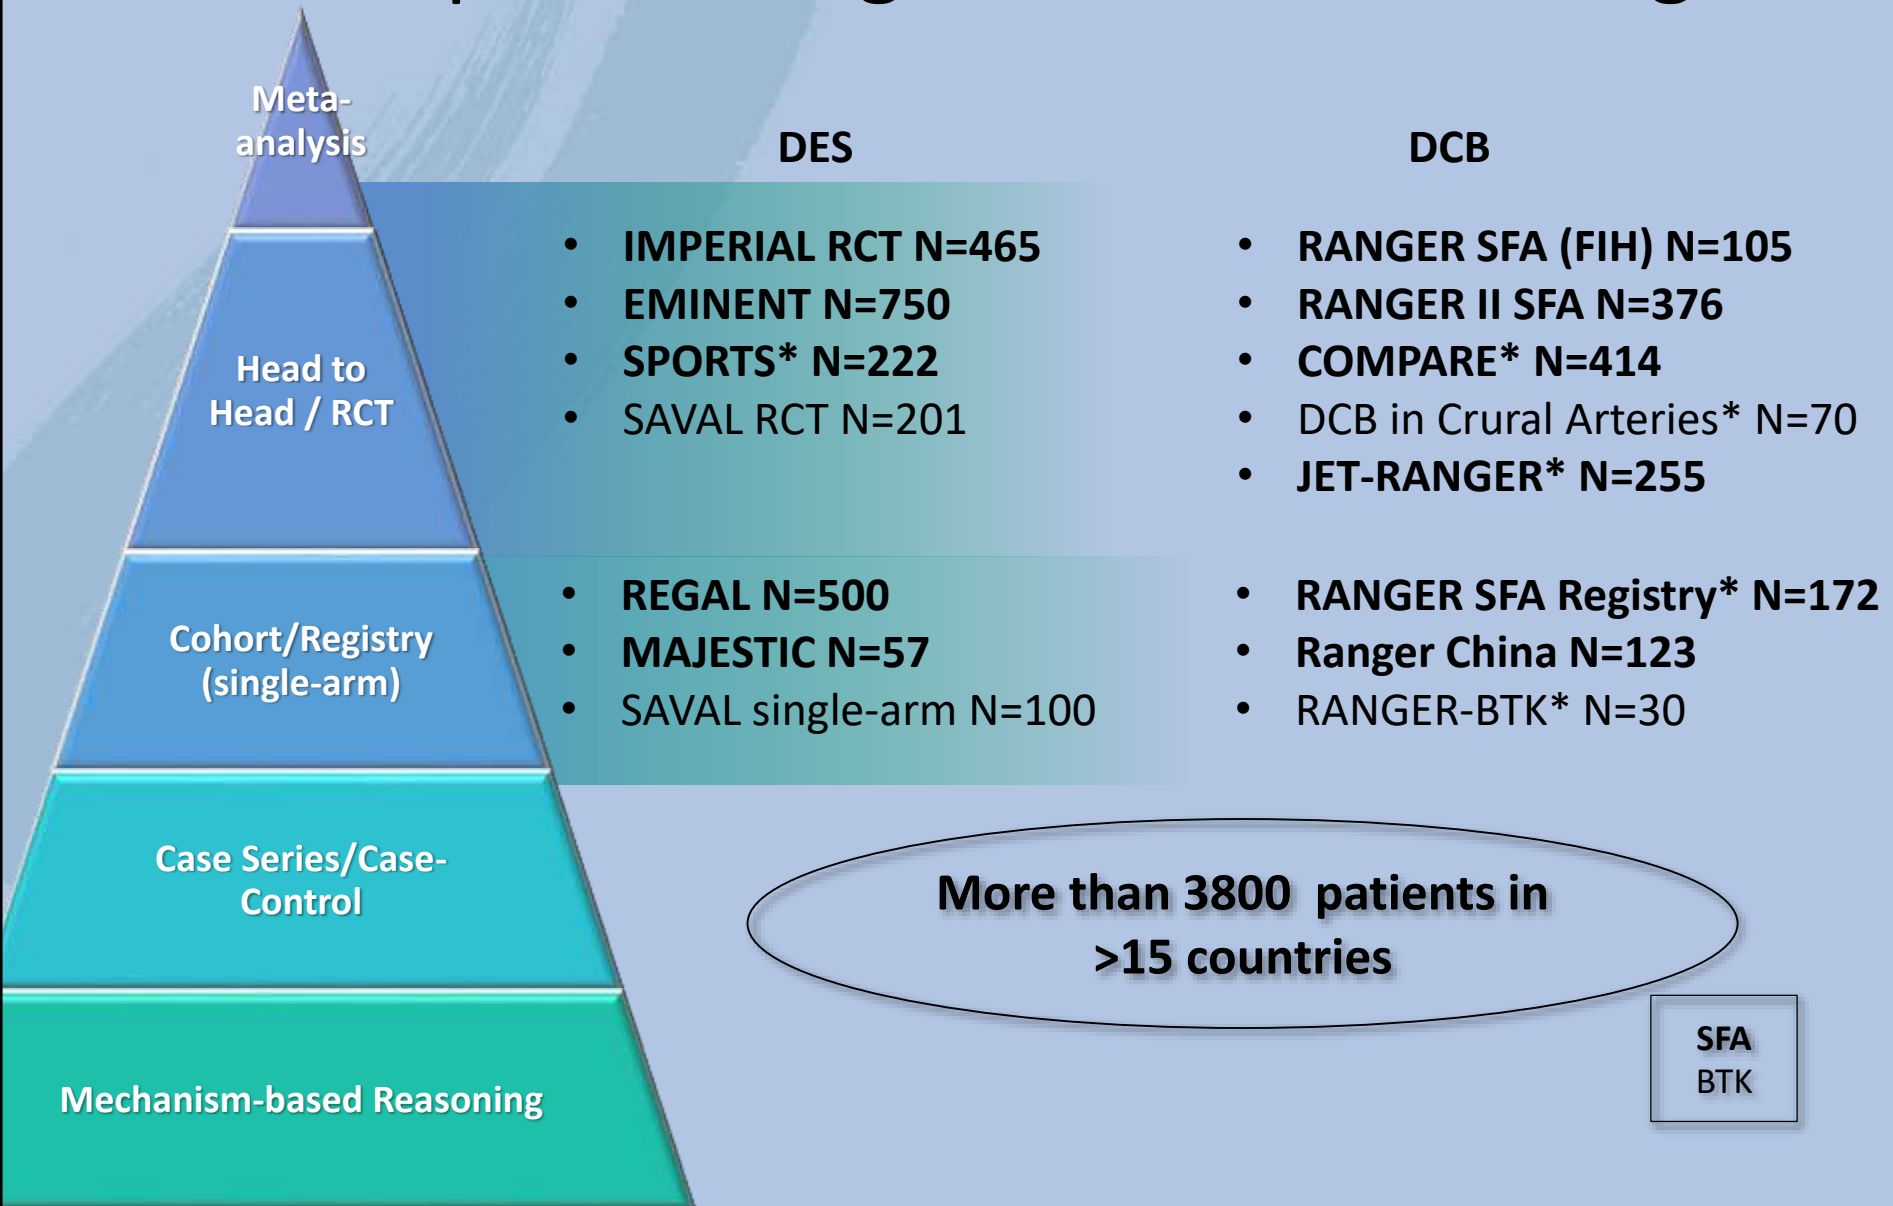 Meta-
analysis
DES
DCB
Head to
Head / RCT
• IMPERIAL RCT N=465
• EMINENT N=750
• SPORTS* N=222
• SAVAL RCT N=201
• RANGER SFA (FIH) N=105
• RANGER II SFA N=376
• COMPARE* N=414
• DCB in Crural Arteries* N=70
• JET-RANGER* N=255
Cohort/Registry
(single-arm)
• REGAL N=500
• MAJESTIC N=57
• SAVAL single-arm N=100
• RANGER SFA Registry* N=172
• Ranger China N=123
• RANGER-BTK* N=30
Case Series/Case-
Control
More than 3800 patients in
>15 countries
Mechanism-based Reasoning
SFA
BTK